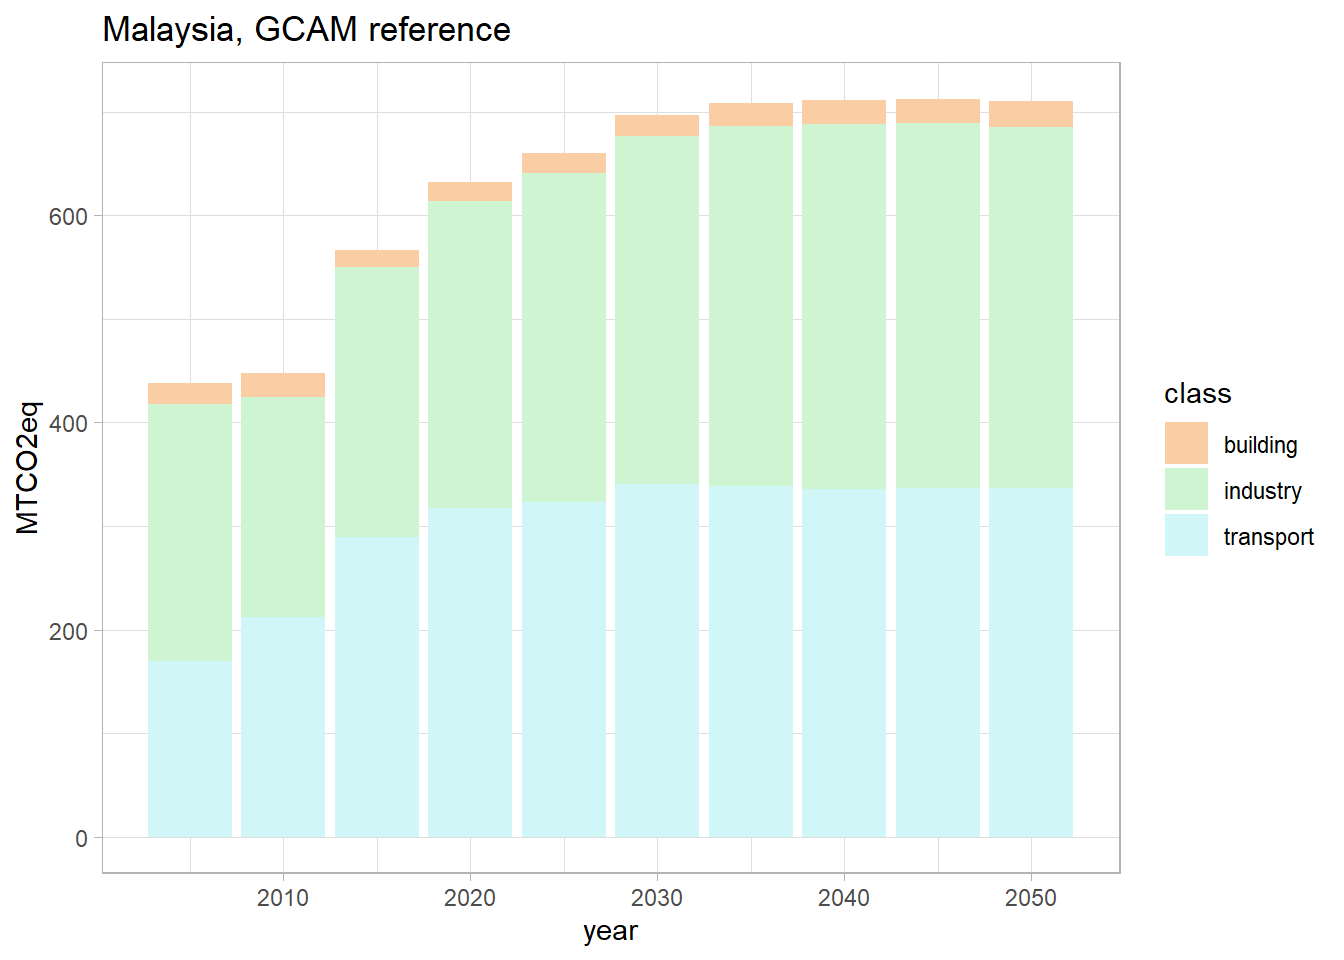 Malaysia, GCAM reference
MTCO2eq
600
400
200
0
2010 2020 2030 2040 2050
year
class
building
industry
transport